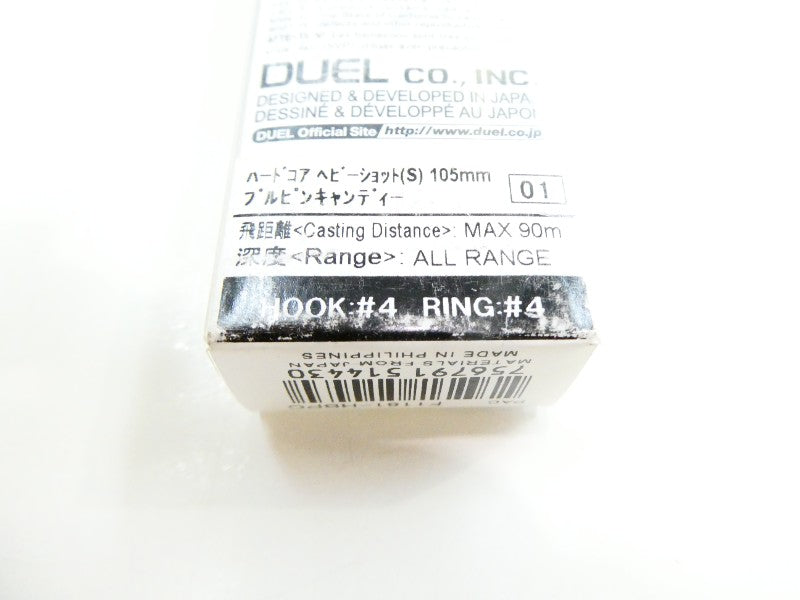 DUEL CO., INC.
DESIGNED & DEVELOPED IN JAPA
DESSINÉ & DÉVELOPPÉ AU JAPO
DUEL Official Site http://www.duel.co.jp
ハードコア ヘビーショット(S) 105mm
ブルピンキャンディー
01
飛距離<Casting Distance>: MAX 90m
深度<Range>: ALL RANGE
HOOK:#4 RING:#4
MADE IN PHILIPPINES
MATERIALS FROM JAPAN
756791 514430